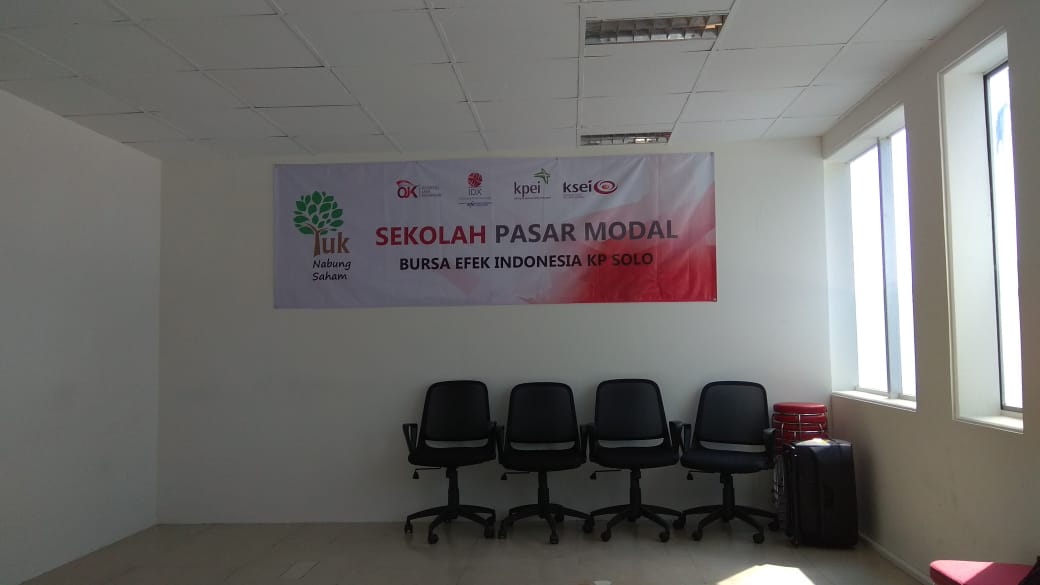 OJK
IDX
kpei
ksei
Yuk
Nabung
Saham
SEKOLAH PASAR MODAL
BURSA EFEK INDONESIA KP SOLO